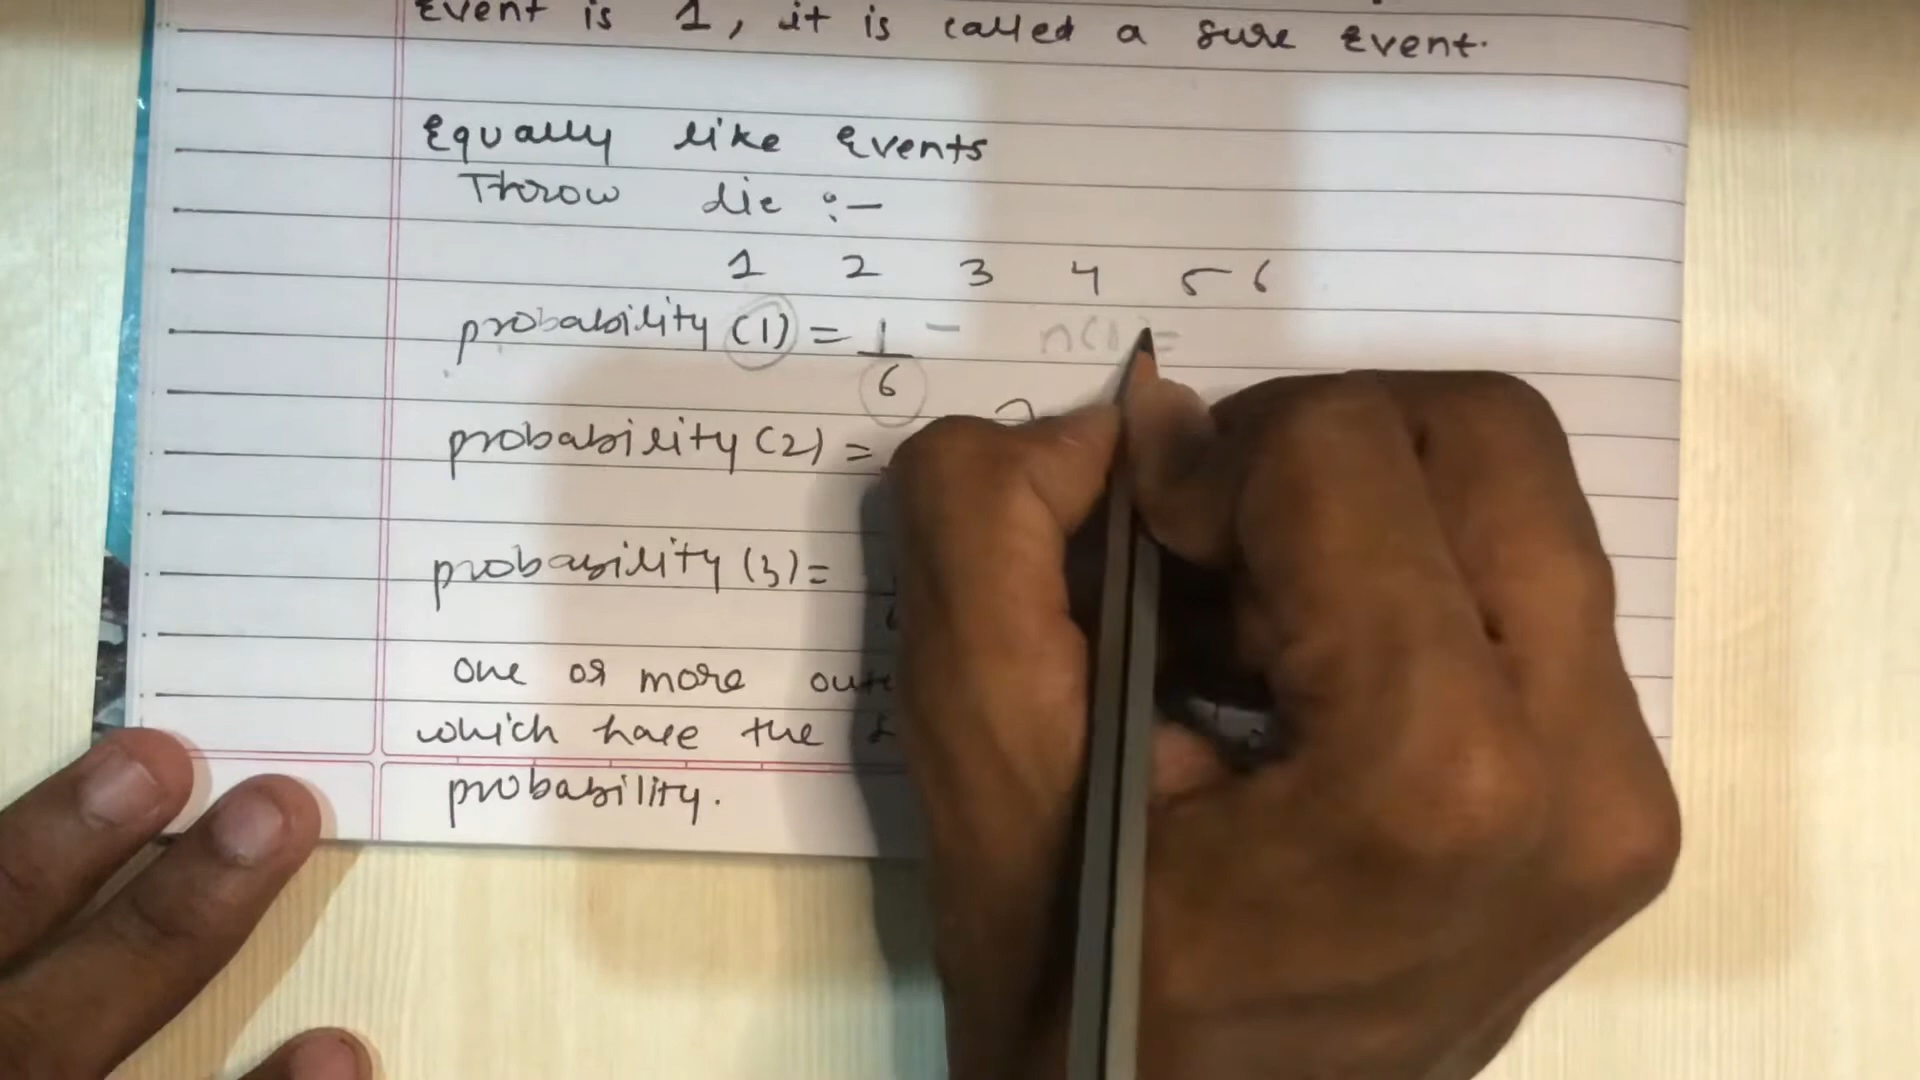 Event is 1, it is called a sure Event.
Equally like Events
Throw die :-
1 2 3 4 5 6
probability (1) = 1/6 - n(1)=
probability (2) =
probability (3) =
one or more
which have the
probability.